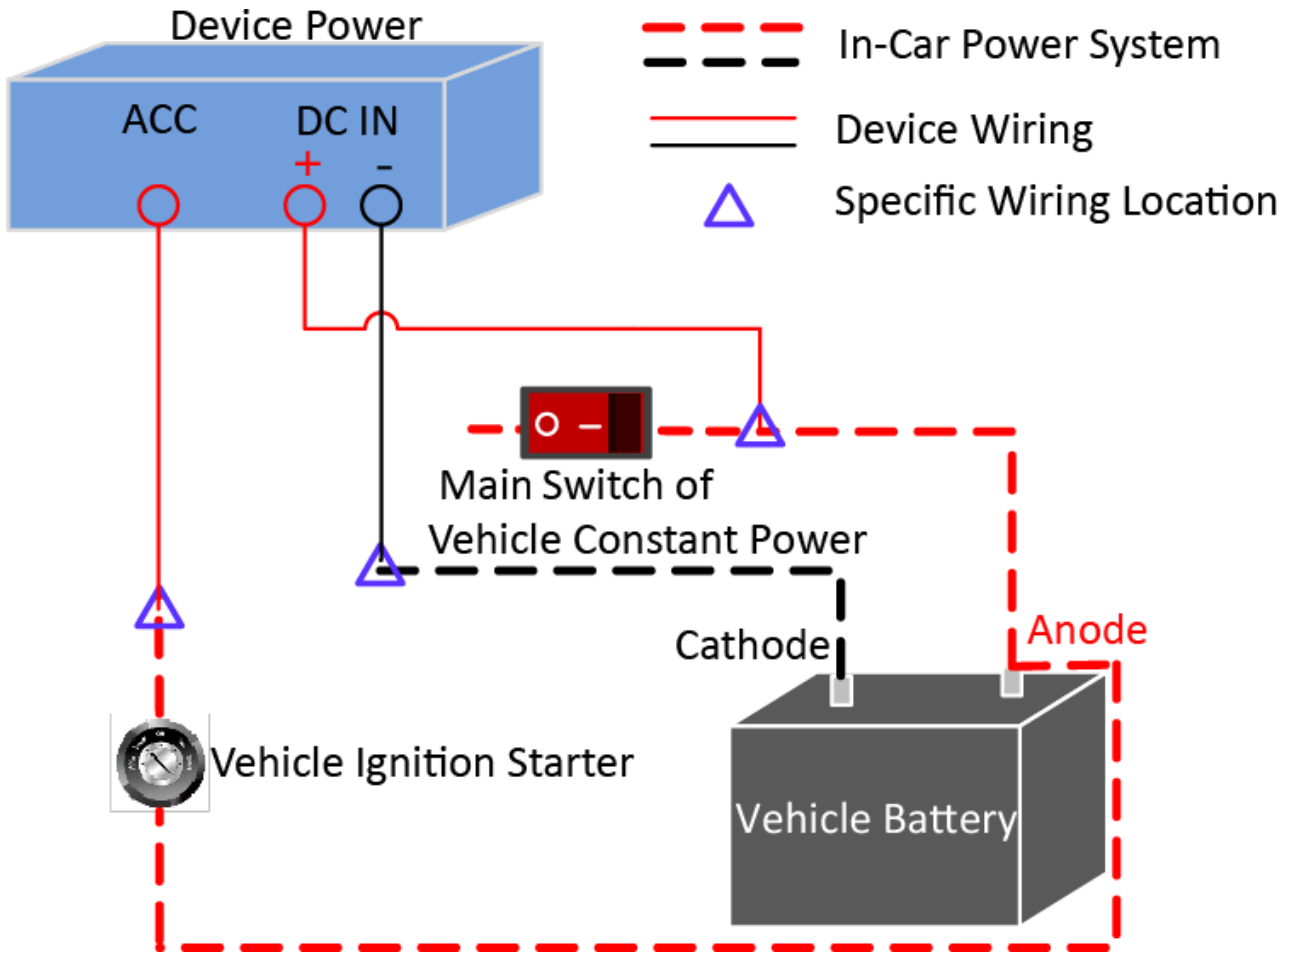 Device Power
In-Car Power System
ACC
DC IN
+
-
Device Wiring
Specific Wiring Location
Main Switch of
Vehicle Constant Power
Cathode
Anode
Vehicle Ignition Starter
Vehicle Battery